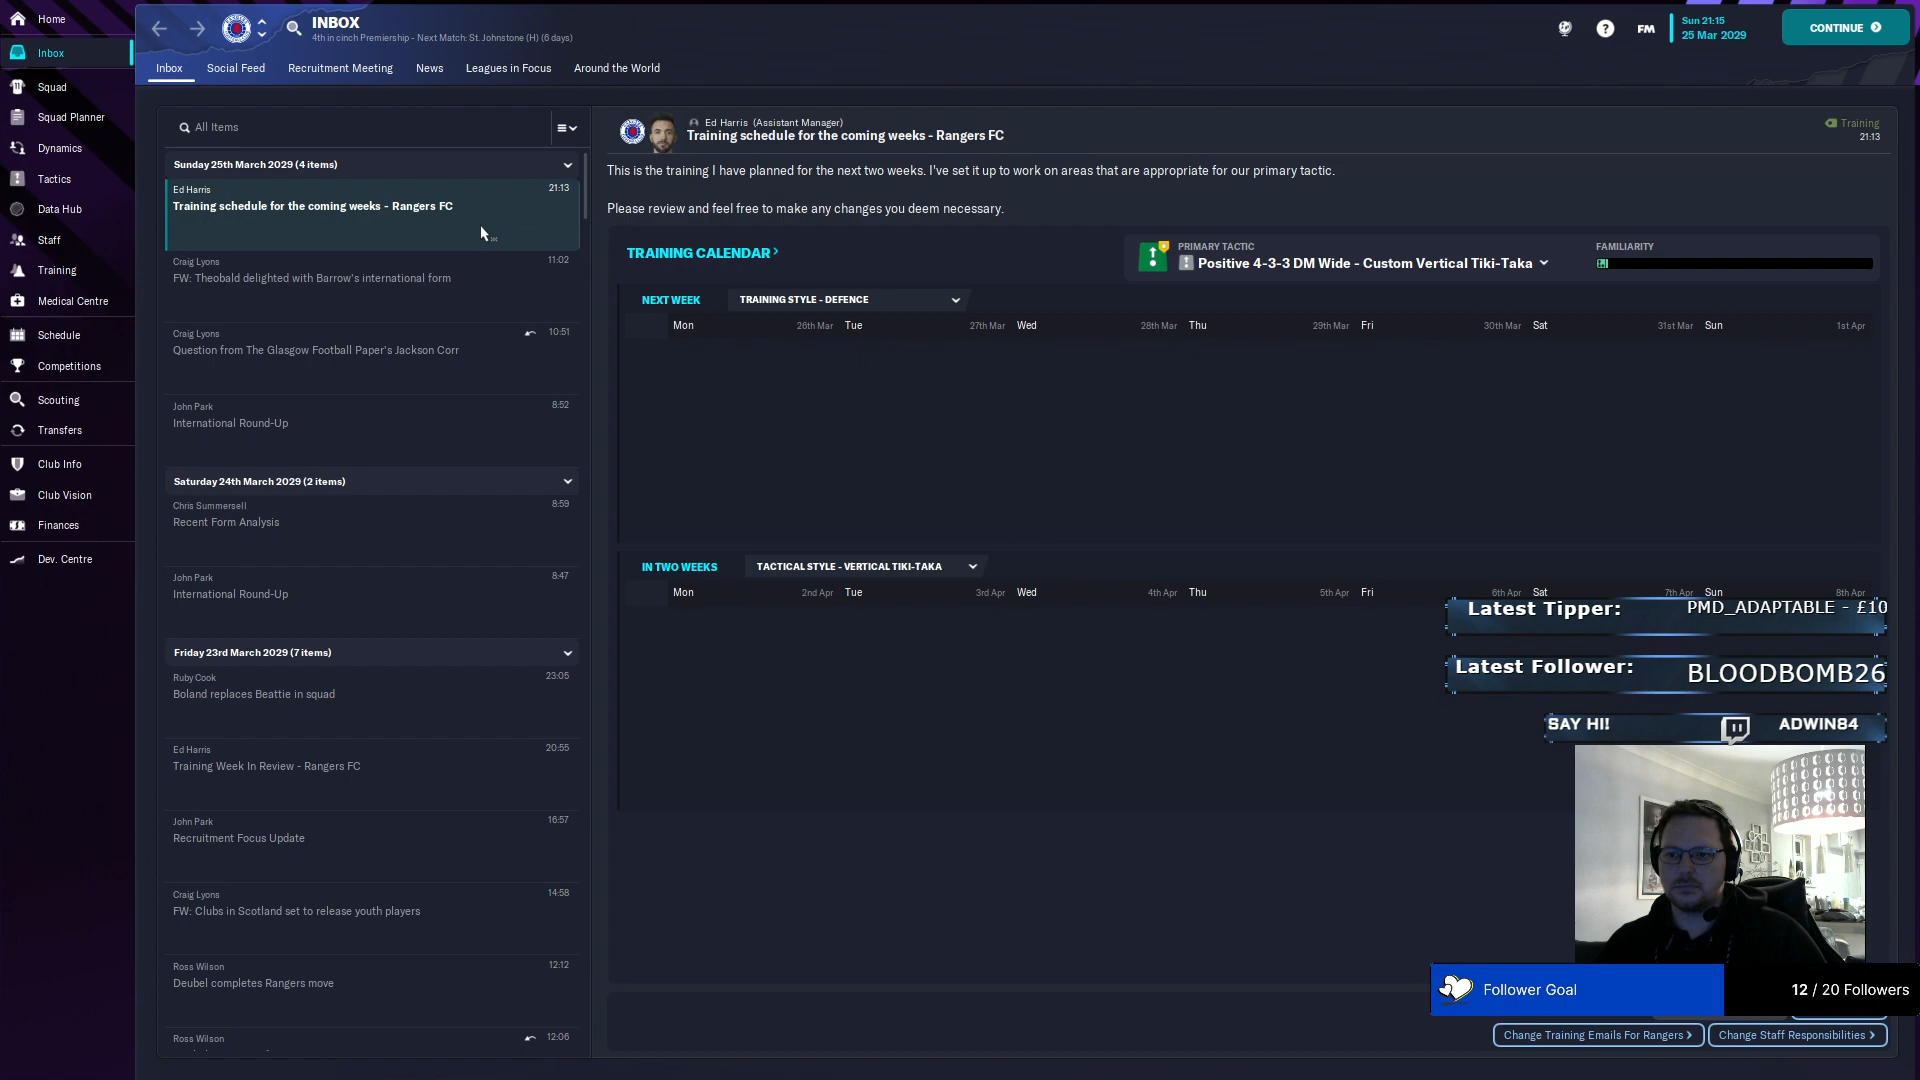 Home
Inbox
Squad
Squad Planner
Dynamics
Tactics
Data Hub
Staff
Training
Medical Centre
Schedule
Competitions
Scouting
Transfers
Club Info
Club Vision
Finances
Dev. Centre
INBOX
4th in cinch Premiership - Next Match: St. Johnstone (H) (6 days)
FM
Sun 21:15
25 Mar 2029
CONTINUE
Inbox Social Feed Recruitment Meeting News Leagues in Focus Around the World
All Items
Sunday 25th March 2029 (4 items)
Ed Harris 21:13
Training schedule for the coming weeks - Rangers FC
Craig Lyons 11:02
FW: Theobald delighted with Barrow's international form
Craig Lyons 10:51
Question from The Glasgow Football Paper's Jackson Corr
John Park 8:52
International Round-Up
Saturday 24th March 2029 (2 items)
Chris Summersell 8:59
Recent Form Analysis
John Park 8:47
International Round-Up
Friday 23rd March 2029 (7 items)
Ruby Cook 23:05
Boland replaces Beattie in squad
Ed Harris 20:55
Training Week In Review - Rangers FC
John Park 16:57
Recruitment Focus Update
Craig Lyons 14:58
FW: Clubs in Scotland set to release youth players
Ross Wilson 12:12
Deubel completes Rangers move
Ross Wilson 12:06
Ed Harris (Assistant Manager)
Training schedule for the coming weeks - Rangers FC
Training
21:13
This is the training I have planned for the next two weeks. I've set it up to work on areas that are appropriate for our primary tactic.
Please review and feel free to make any changes you deem necessary.
TRAINING CALENDAR
PRIMARY TACTIC
Positive 4-3-3 DM Wide - Custom Vertical Tiki-Taka
FAMILIARITY
NEXT WEEK TRAINING STYLE - DEFENCE
Mon 26th Mar Tue 27th Mar Wed 28th Mar Thu 29th Mar Fri 30th Mar Sat 31st Mar Sun 1st Apr
IN TWO WEEKS TACTICAL STYLE - VERTICAL TIKI-TAKA
Mon 2nd Apr Tue 3rd Apr Wed 4th Apr Thu 5th Apr Fri 6th Apr Sat 7th Apr Sun 8th Apr
Latest Tipper: PMD_ADAPTABLE - £10
Latest Follower: BLOODBOMB26
SAY HI! ADWIN84
Follower Goal 12 / 20 Followers
Change Training Emails For Rangers Change Staff Responsibilities